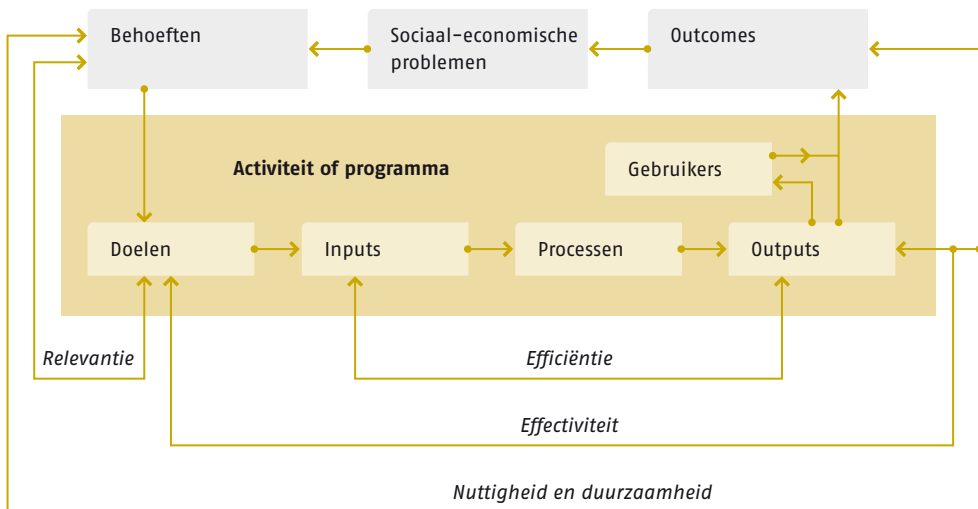 Behoeften
Sociaal-economische
problemen
Outcomes
Activiteit of programma
Gebruikers
Doelen
Inputs
Processen
Outputs
Relevantie
Efficiëntie
Effectiviteit
Nuttigheid en duurzaamheid